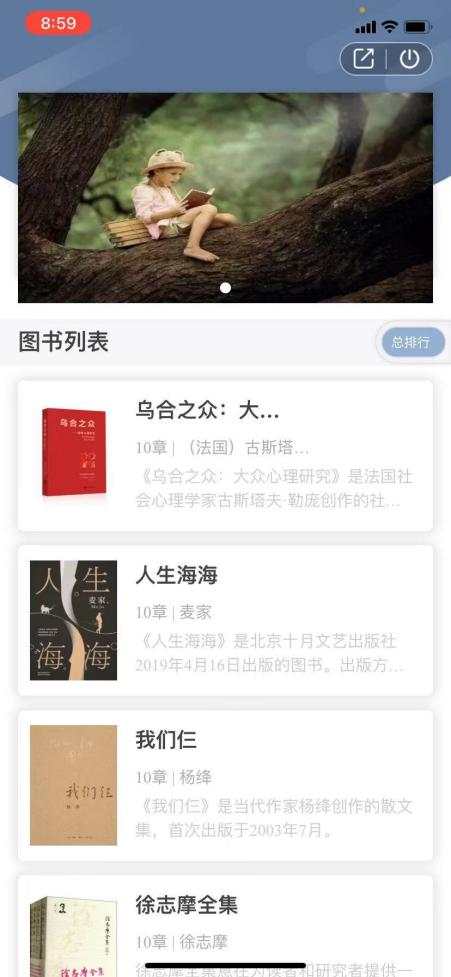 8:59
图书列表
总排行
乌合之众：大...
10章 | （法国）古斯塔...
《乌合之众：大众心理研究》是法国社
会心理学家古斯塔夫·勒庞创作的社...
乌合之众
人生海海
10章 | 麦家
《人生海海》是北京十月文艺出版社
2019年4月16日出版的图书。出版方...
人生
麦家
海海
我们仨
10章 | 杨绛
《我们仨》是当代作家杨绛创作的散文
集，首次出版于2003年7月。
我们仨
杨绛
徐志摩全集
10章 | 徐志摩
徐志摩全集意在为读者和研究者提供一
徐志摩全集